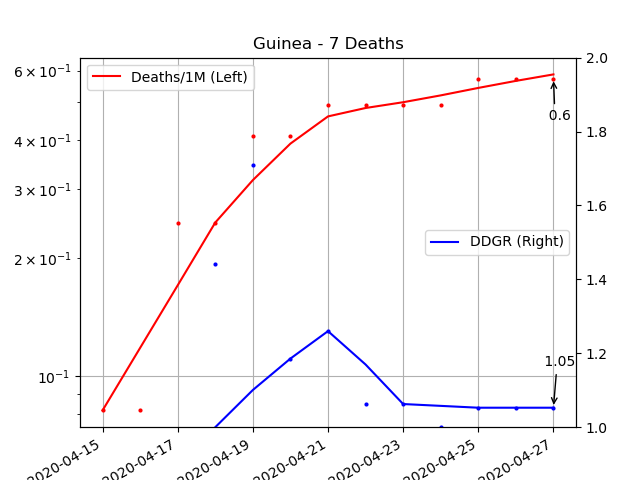 Guinea - 7 Deaths
Deaths/1M (Left)
DDGR (Right)
6 × 10⁻¹
4 × 10⁻¹
3 × 10⁻¹
2 × 10⁻¹
10⁻¹
2.0
1.8
1.6
1.4
1.2
1.0
0.6
1.05
2020-04-15
2020-04-17
2020-04-19
2020-04-21
2020-04-23
2020-04-25
2020-04-27